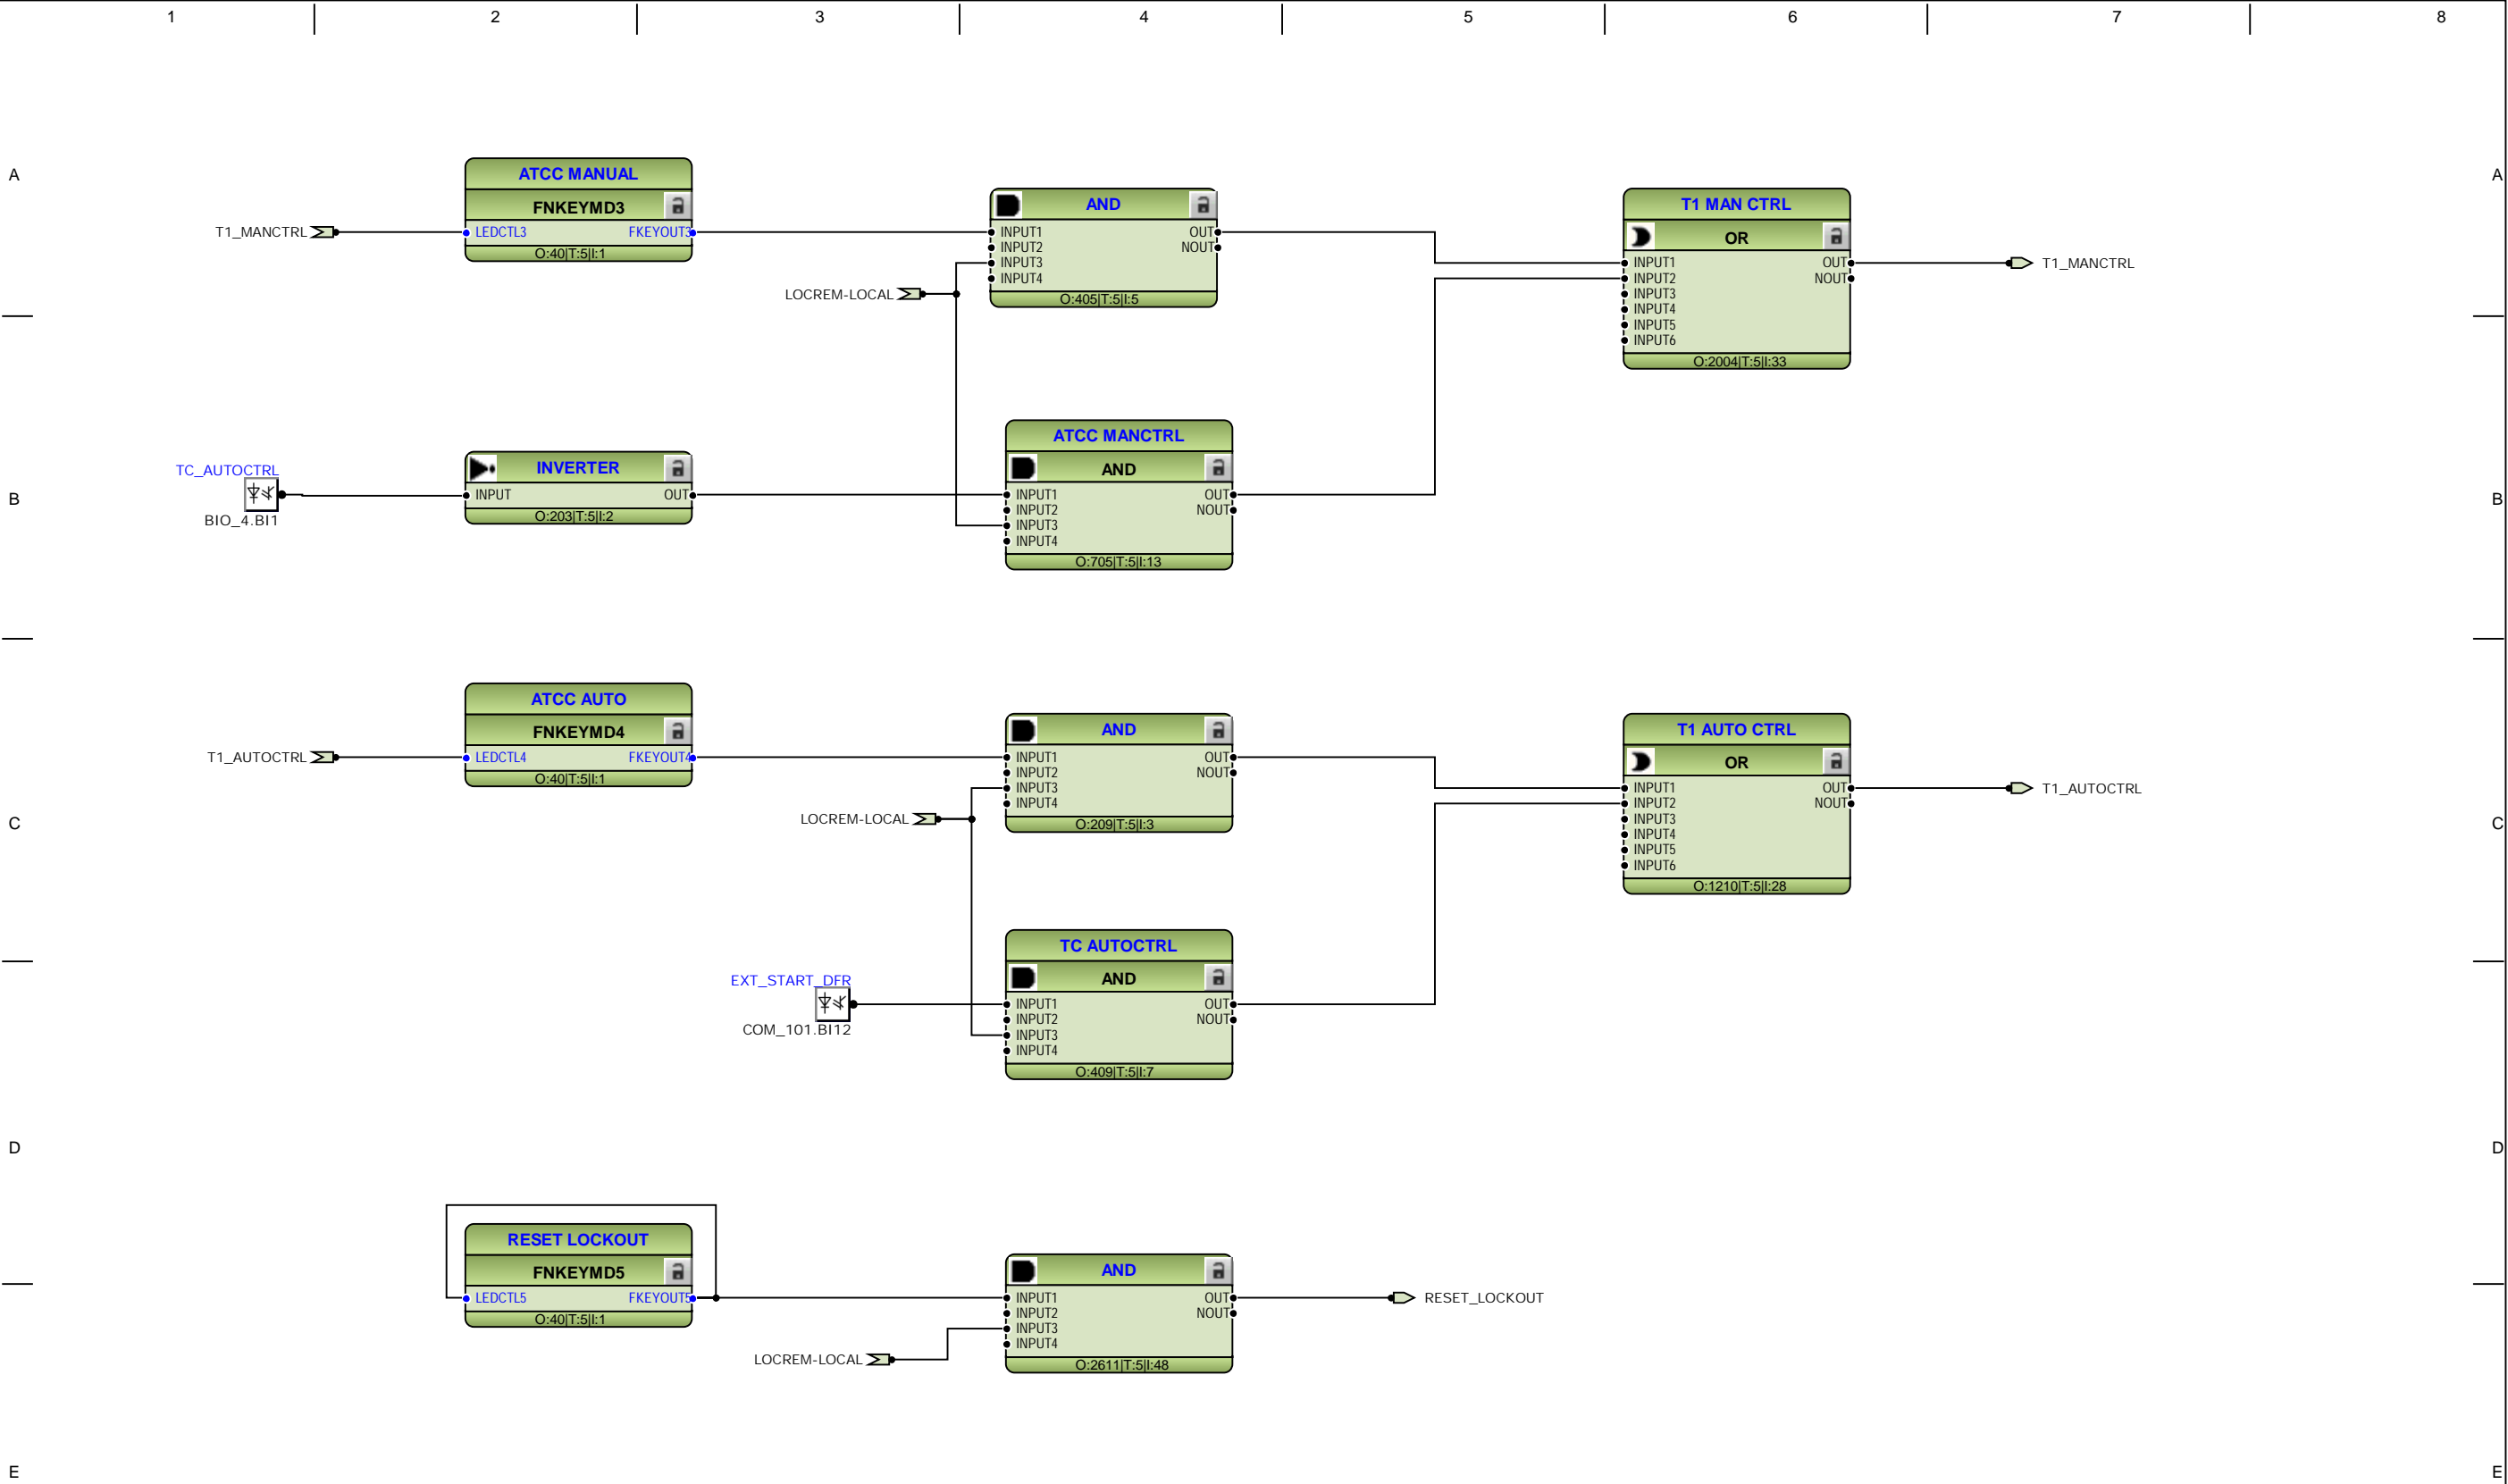 1 2 3 4 5 6 7 8
A A
ATCC MANUAL
FNKEYMD3
T1_MANCTRL
LEDCTL3 FKEYOUT3
O:40|T:5|I:1
AND
INPUT1 OUT
INPUT2 NOUT
INPUT3
INPUT4
O:405|T:5|I:5
LOCREM-LOCAL
T1 MAN CTRL
OR
INPUT1 OUT
INPUT2 NOUT
INPUT3
INPUT4
INPUT5
INPUT6
O:2004|T:5|I:33
T1_MANCTRL
B B
TC_AUTOCTRL
BIO_4.BI1
INVERTER
INPUT OUT
O:203|T:5|I:2
ATCC MANCTRL
AND
INPUT1 OUT
INPUT2 NOUT
INPUT3
INPUT4
O:705|T:5|I:13
C C
ATCC AUTO
FNKEYMD4
T1_AUTOCTRL
LEDCTL4 FKEYOUT4
O:40|T:5|I:1
AND
INPUT1 OUT
INPUT2 NOUT
INPUT3
INPUT4
O:209|T:5|I:3
LOCREM-LOCAL
T1 AUTO CTRL
OR
INPUT1 OUT
INPUT2 NOUT
INPUT3
INPUT4
INPUT5
INPUT6
O:1210|T:5|I:28
T1_AUTOCTRL
EXT_START_DFR
COM_101.BI12
TC AUTOCTRL
AND
INPUT1 OUT
INPUT2 NOUT
INPUT3
INPUT4
O:409|T:5|I:7
D D
RESET LOCKOUT
FNKEYMD5
LEDCTL5 FKEYOUT5
O:40|T:5|I:1
AND
INPUT1 OUT
INPUT2 NOUT
INPUT3
INPUT4
O:2611|T:5|I:48
LOCREM-LOCAL
RESET_LOCKOUT
E E